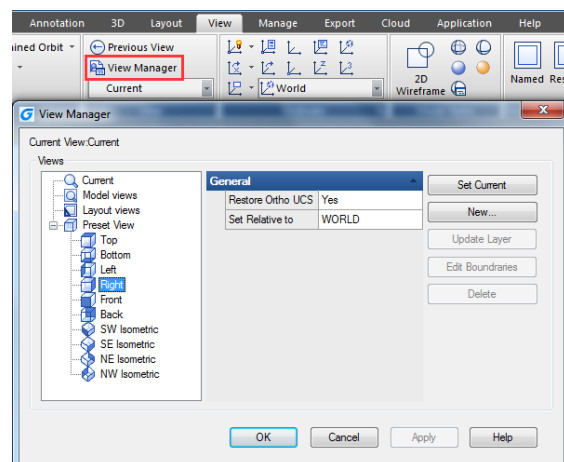 Annotation 3D Layout View Manage Export Cloud Application Help
ined Orbit Previous View
View Manager
Current World 2D Wireframe Named
View Manager
Current View:Current
Views
Current
Model views
Layout views
Preset View
Top
Bottom
Left
Right
Front
Back
SW Isometric
SE Isometric
NE Isometric
NW Isometric
General
Restore Ortho UCS Yes
Set Relative to WORLD
Set Current
New...
Update Layer
Edit Boundraries
Delete
OK Cancel Apply Help